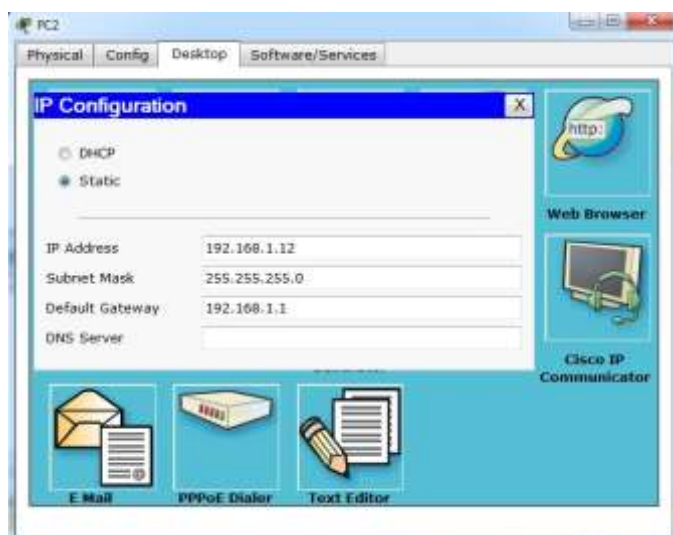 PC2
Physical Config Desktop Software/Services
IP Configuration X
http:
DHCP
Static
Web Browser
IP Address 192.168.1.12
Subnet Mask 255.255.255.0
Default Gateway 192.168.1.1
DNS Server
Cisco IP
Communicator
E Mail PPPoE Dialer Text Editor